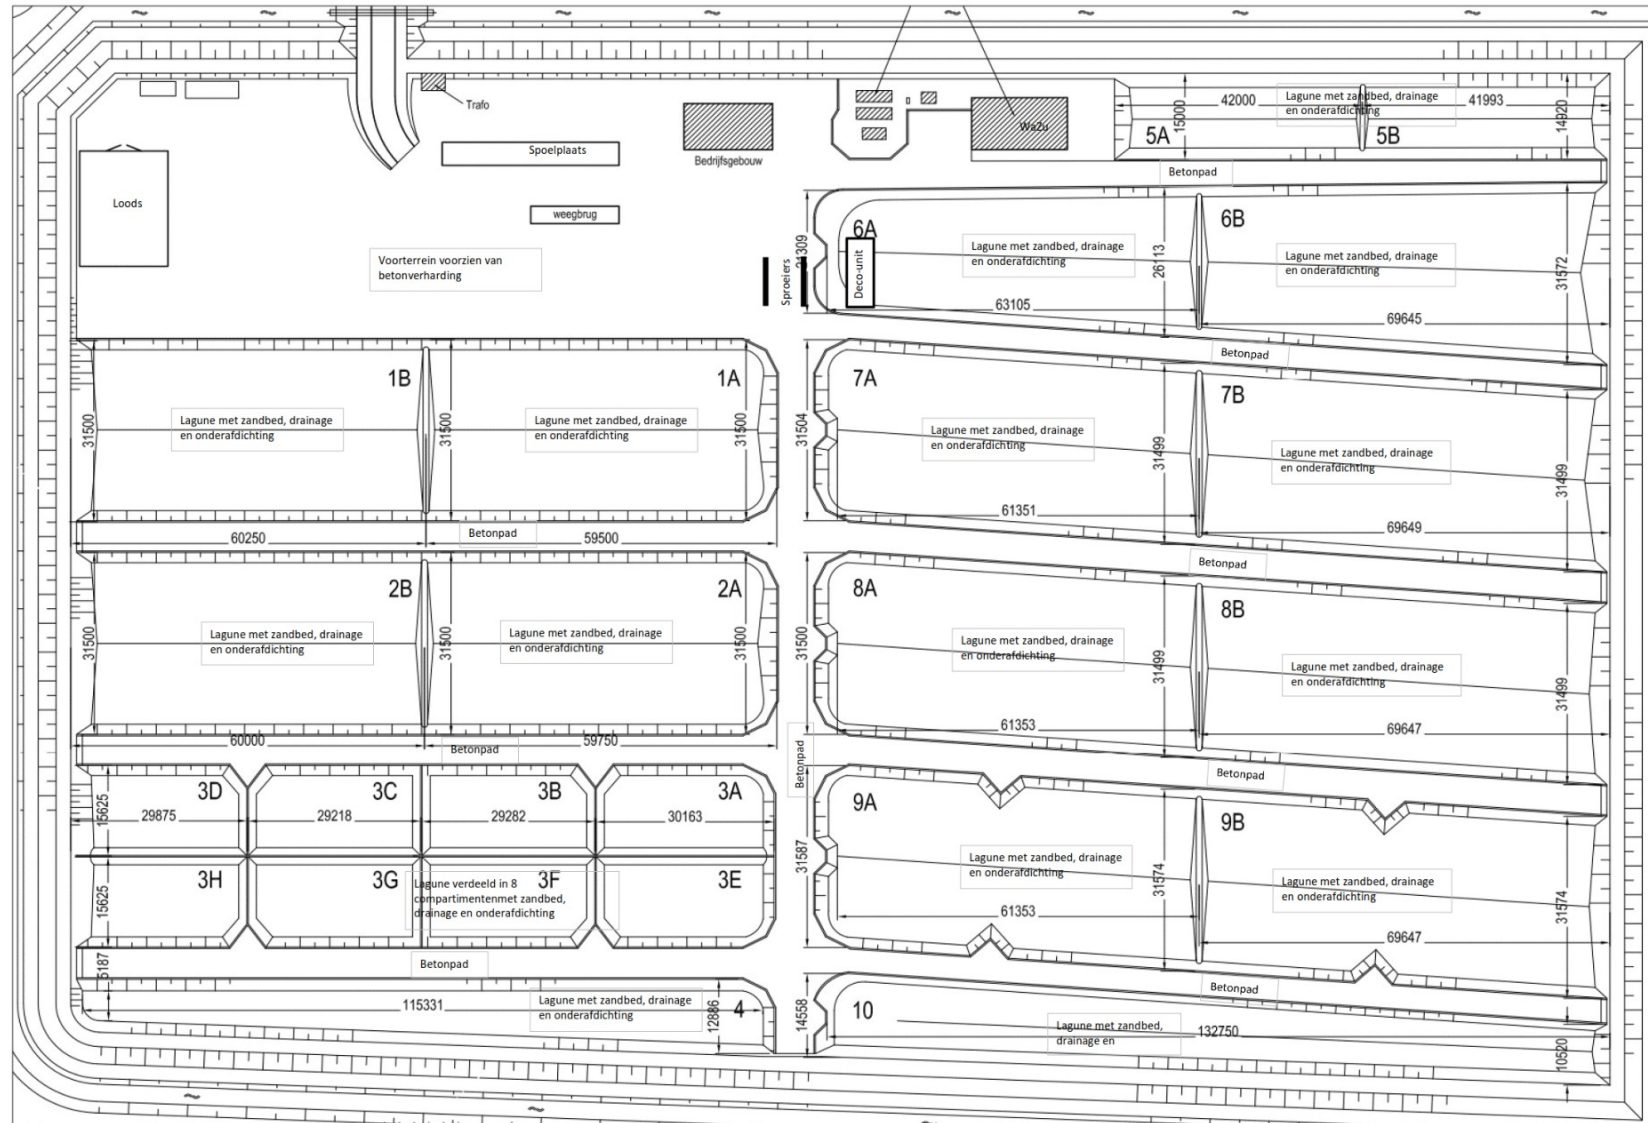 Trafo
Spoelplaats
Bedrijfsgebouw
WaZu
Loods
weegbrug
Voorterrein voorzien van
betonverharding
Sproeiers
Deco-unit
42000
Lagune met zandbed, drainage
en onderafdichting
41993
15000
14920
5A
5B
Betonpad
6A
6B
Lagune met zandbed, drainage
en onderafdichting
Lagune met zandbed, drainage
en onderafdichting
26113
31572
63105
69645
Betonpad
1B
1A
Lagune met zandbed, drainage
en onderafdichting
Lagune met zandbed, drainage
en onderafdichting
31500
31500
31500
60250
Betonpad
59500
7A
7B
31504
Lagune met zandbed, drainage
en onderafdichting
Lagune met zandbed, drainage
en onderafdichting
31499
31499
61351
69649
Betonpad
2B
2A
Lagune met zandbed, drainage
en onderafdichting
Lagune met zandbed, drainage
en onderafdichting
31500
31500
31500
60000
Betonpad
59750
8A
8B
31500
Lagune met zandbed, drainage
en onderafdichting
Lagune met zandbed, drainage
en onderafdichting
31499
31499
61353
69647
Betonpad
Betonpad
3D
3C
3B
3A
15625
29875
29218
29282
30163
3H
3G
3F
3E
15625
Lagune verdeeld in 8
compartimentenmet zandbed,
drainage en onderafdichting
9A
9B
31587
Lagune met zandbed, drainage
en onderafdichting
Lagune met zandbed, drainage
en onderafdichting
31574
31574
61353
69647
5187
Betonpad
115331
Lagune met zandbed, drainage
en onderafdichting
12886
4
14558
10
Betonpad
Lagune met zandbed,
drainage en
132750
10520